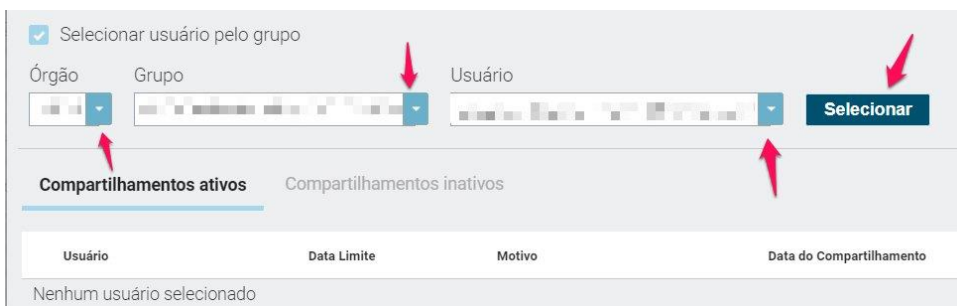 Selecionar usuário pelo grupo
Órgão Grupo Usuário
Selecionar
Compartilhamentos ativos Compartilhamentos inativos
Usuário Data Limite Motivo Data do Compartilhamento
Nenhum usuário selecionado